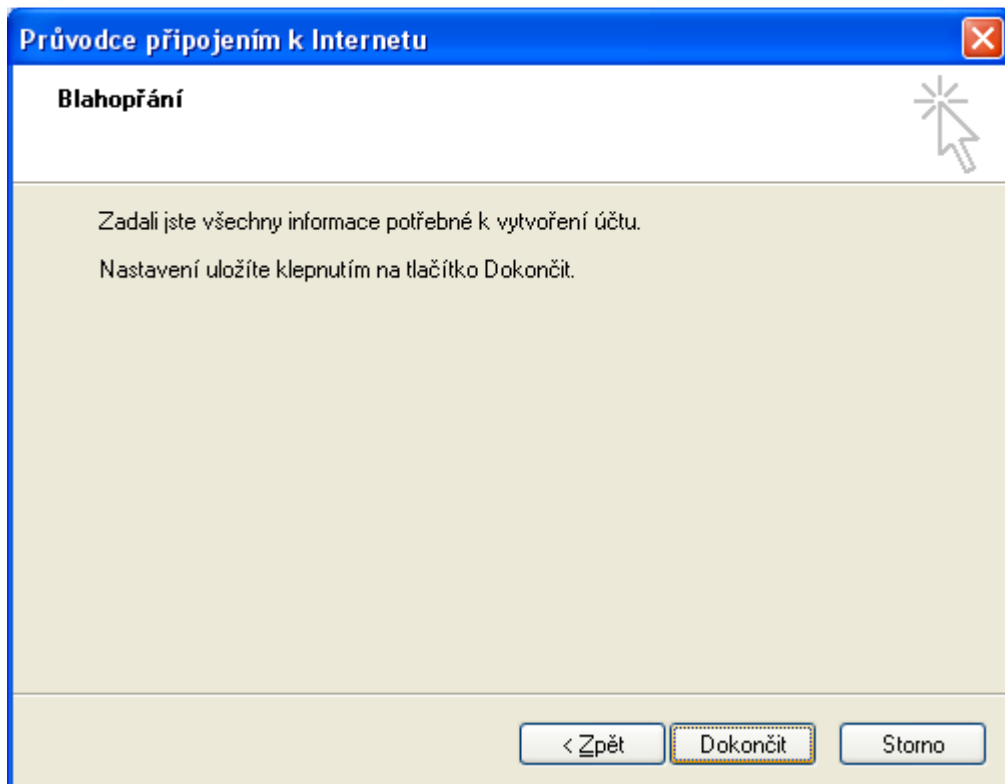 Průvodce připojením k Internetu
Blahopřání
Zadali jste všechny informace potřebné k vytvoření účtu.
Nastavení uložíte klepnutím na tlačítko Dokončit.
< Zpět Dokončit Storno